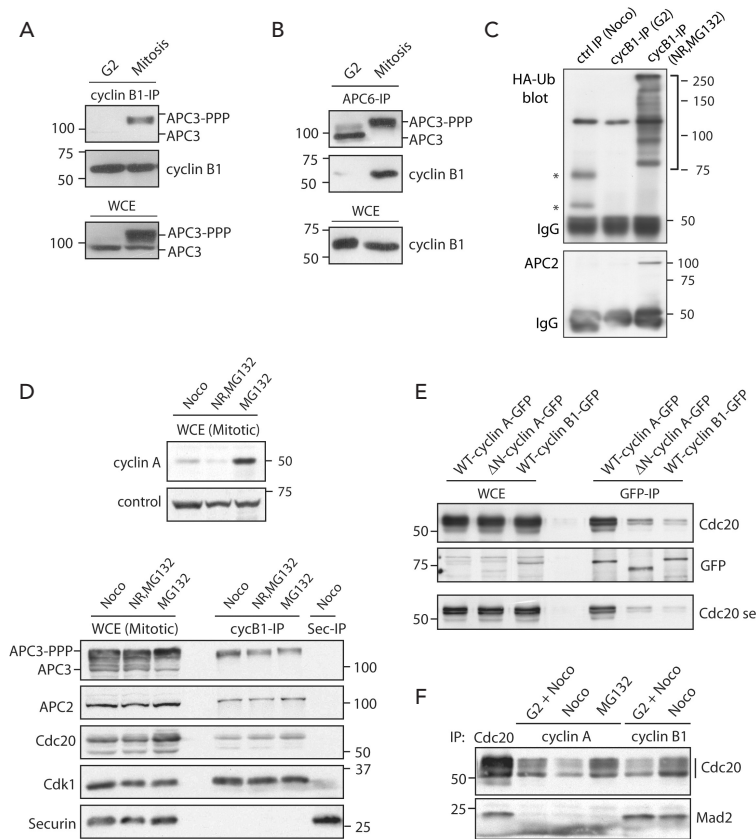 A
G2
Mitosis
cyclin B1-IP
APC3-PPP
100
APC3
75
50
cyclin B1
WCE
APC3-PPP
100
APC3
B
G2
Mitosis
APC6-IP
APC3-PPP
100
APC3
75
50
cyclin B1
WCE
75
50
cyclin B1
C
ctrl IP (Noco)
cycB1-IP (G2)
cycB1-IP
(NR,MG132)
HA-Ub
blot
250
150
100
75
*
*
50
IgG
APC2
100
75
50
IgG
D
Noco
NR,MG132
MG132
WCE (Mitotic)
cyclin A
50
control
75
Noco
NR,MG132
MG132
Noco
NR,MG132
MG132
Noco
WCE (Mitotic)
cycB1-IP
Sec-IP
APC3-PPP
APC3
100
APC2
100
Cdc20
50
37
Cdk1
Securin
25
E
WT-cyclin A-GFP
ΔN-cyclin A-GFP
WT-cyclin B1-GFP
WT-cyclin A-GFP
ΔN-cyclin A-GFP
WT-cyclin B1-GFP
WCE
GFP-IP
50
Cdc20
75
GFP
50
Cdc20 se
F
G2 + Noco
Noco
MG132
G2 + Noco
Noco
IP: Cdc20
cyclin A
cyclin B1
50
Cdc20
25
Mad2